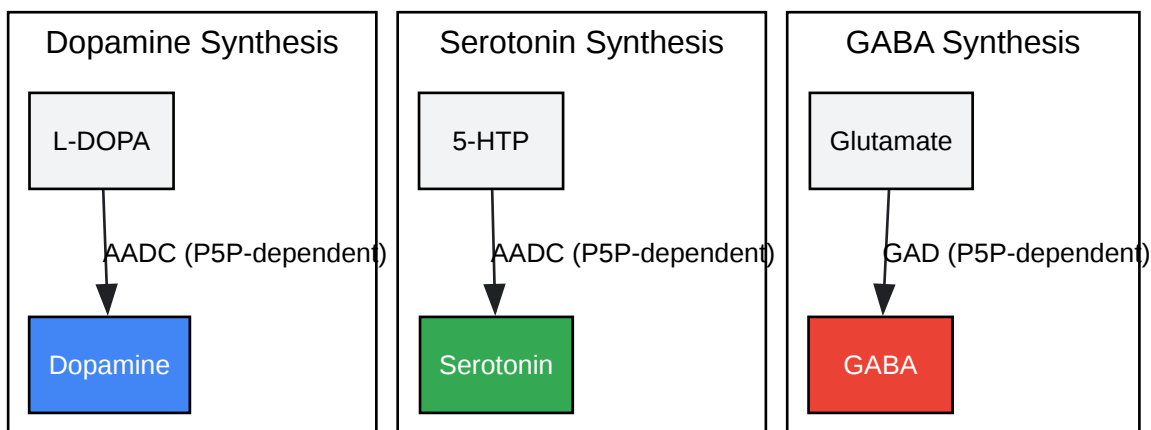 Dopamine Synthesis
L-DOPA
AADC (P5P-dependent)
Dopamine
Serotonin Synthesis
5-HTP
AADC (P5P-dependent)
Serotonin
GABA Synthesis
Glutamate
GAD (P5P-dependent)
GABA